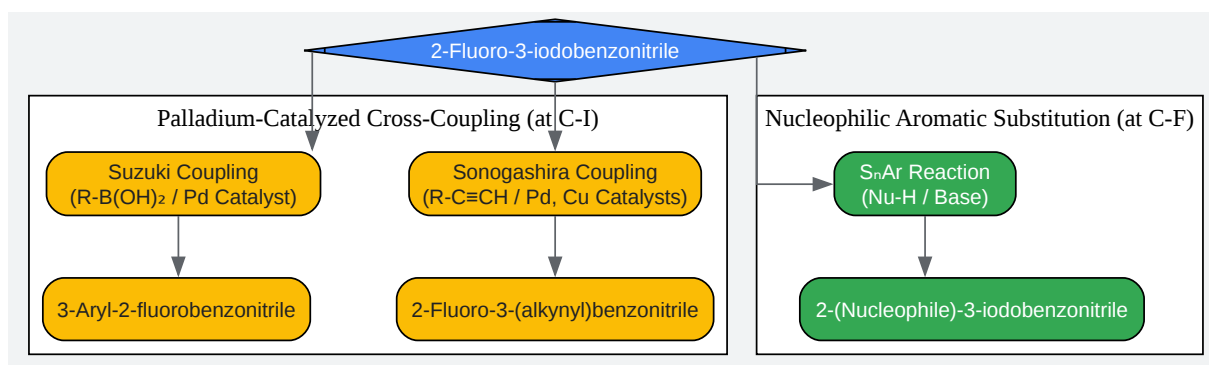 2-Fluoro-3-iodobenzonitrile
Palladium-Catalyzed Cross-Coupling (at C-I)
Suzuki Coupling
(R-B(OH)₂ / Pd Catalyst)
Sonogashira Coupling
(R-C≡CH / Pd, Cu Catalysts)
3-Aryl-2-fluorobenzonitrile
2-Fluoro-3-(alkynyl)benzonitrile
Nucleophilic Aromatic Substitution (at C-F)
SₙAr Reaction
(Nu-H / Base)
2-(Nucleophile)-3-iodobenzonitrile